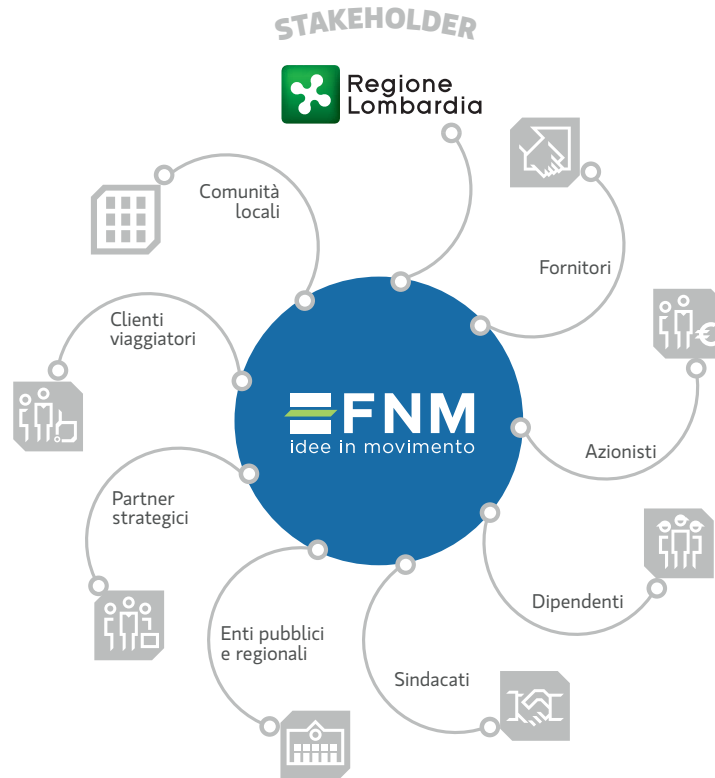 STAKEHOLDER
Regione
Lombardia
Comunità
locali
Fornitori
Clienti
viaggiatori
€
FNM
idee in movimento
Azionisti
Partner
strategici
Dipendenti
Enti pubblici
e regionali
Sindacati